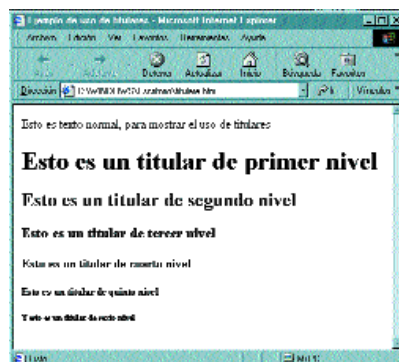 Ejemplo de uso de titulares - Microsoft Internet Explorer
Archivo Edición Ver Favoritos Herramientas Ayuda
Detener Actualizar Inicio Búsqueda Favoritos
Dirección Vínculos
Esto es texto normal, para mostrar el uso de titulares
Esto es un titular de primer nivel
Esto es un titular de segundo nivel
Esto es un titular de tercer nivel
Esto es un titular de cuarto nivel
Esto es un titular de quinto nivel
Y esto es un titular de sexto nivel
Listo Mi PC